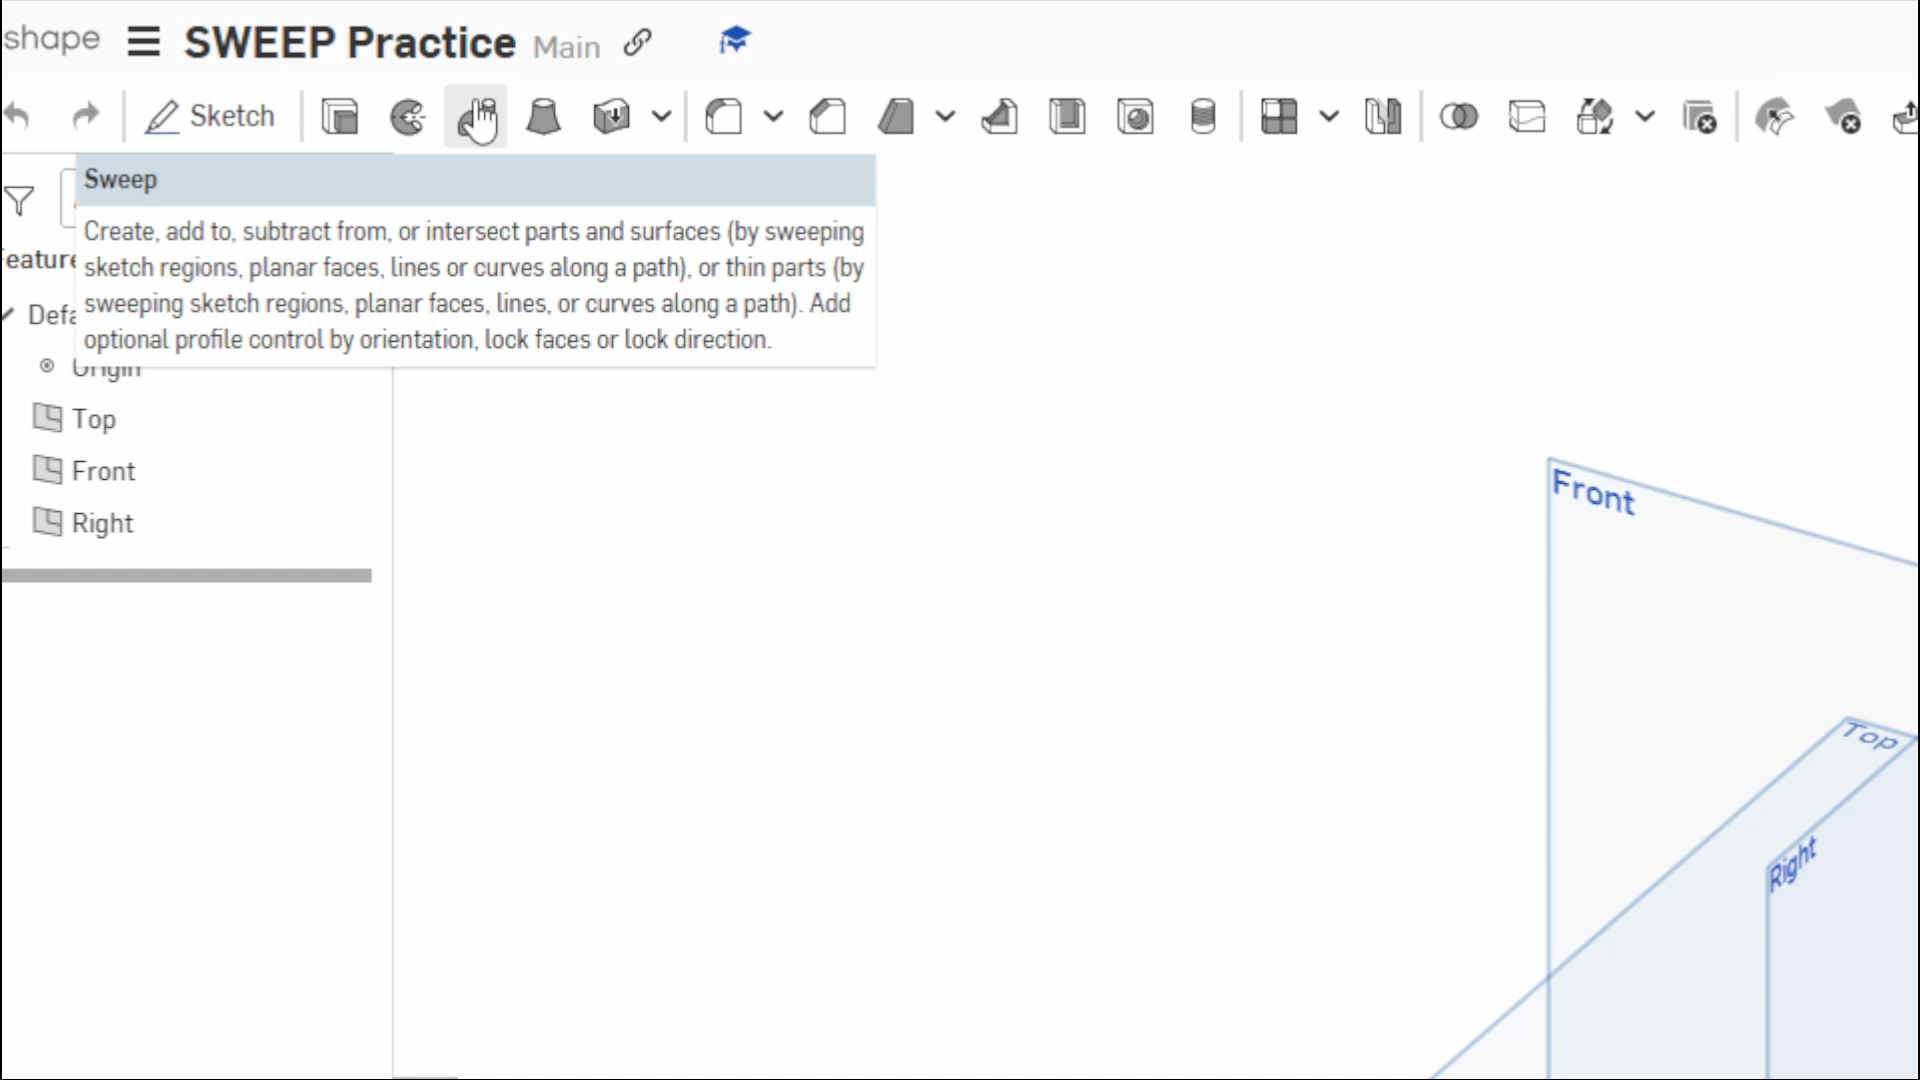 shape SWEEP Practice Main
Sketch
Sweep
Create, add to, subtract from, or intersect parts and surfaces (by sweeping
sketch regions, planar faces, lines or curves along a path), or thin parts (by
sweeping sketch regions, planar faces, lines, or curves along a path). Add
optional profile control by orientation, lock faces or lock direction.
eature
Defa
Origin
Top
Front
Right
Front
Top
Right